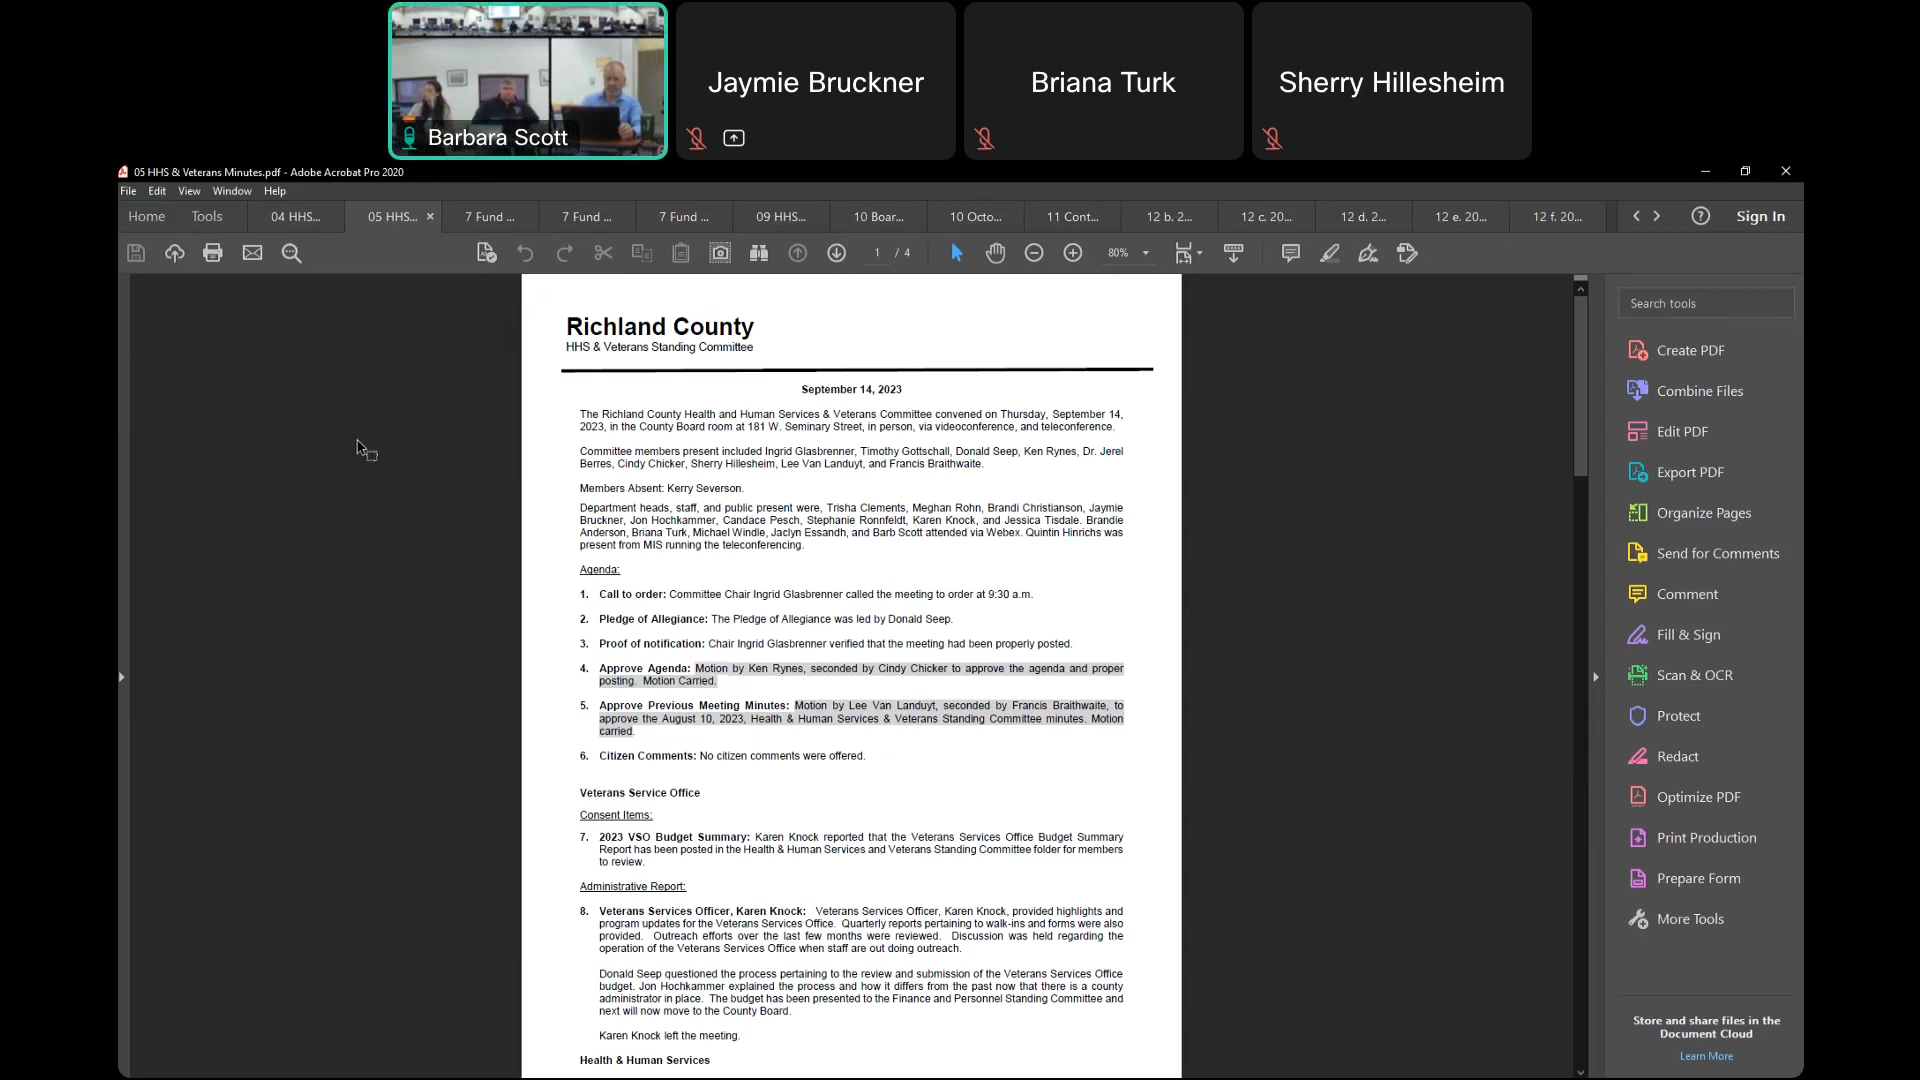 Jaymie Bruckner
Briana Turk
Sherry Hillesheim
Barbara Scott
05 HHS & Veterans Minutes.pdf - Adobe Acrobat Pro 2020
File Edit View Window Help
Home Tools 04 HHS... 05 HHS... 7 Fund ... 7 Fund ... 7 Fund ... 09 HHS... 10 Boar... 10 Octo... 11 Cont... 12 b. 2... 12 c. 20... 12 d. 2... 12 e. 20... 12 f. 20... Sign In
1 / 4 80%
Richland County
HHS & Veterans Standing Committee
September 14, 2023
The Richland County Health and Human Services & Veterans Committee convened on Thursday, September 14,
2023, in the County Board room at 181 W. Seminary Street, in person, via videoconference, and teleconference.
Committee members present included Ingrid Glasbrenner, Timothy Gottschall, Donald Seep, Ken Rynes, Dr. Jerel
Berres, Cindy Chicker, Sherry Hillesheim, Lee Van Landuyt, and Francis Braithwaite.
Members Absent: Kerry Severson.
Department heads, staff, and public present were, Trisha Clements, Meghan Rohn, Brandi Christianson, Jaymie
Bruckner, Jon Hochkammer, Candace Pesch, Stephanie Ronnfeldt, Karen Knock, and Jessica Tisdale. Brandie
Anderson, Briana Turk, Michael Windle, Jaclyn Essandh, and Barb Scott attended via Webex. Quintin Hinrichs was
present from MIS running the teleconferencing.
Agenda:
1. Call to order: Committee Chair Ingrid Glasbrenner called the meeting to order at 9:30 a.m.
2. Pledge of Allegiance: The Pledge of Allegiance was led by Donald Seep.
3. Proof of notification: Chair Ingrid Glasbrenner verified that the meeting had been properly posted.
4. Approve Agenda: Motion by Ken Rynes, seconded by Cindy Chicker to approve the agenda and proper
posting. Motion Carried.
5. Approve Previous Meeting Minutes: Motion by Lee Van Landuyt, seconded by Francis Braithwaite, to
approve the August 10, 2023, Health & Human Services & Veterans Standing Committee minutes. Motion
carried.
6. Citizen Comments: No citizen comments were offered.
Veterans Service Office
Consent Items:
7. 2023 VSO Budget Summary: Karen Knock reported that the Veterans Services Office Budget Summary
Report has been posted in the Health & Human Services and Veterans Standing Committee folder for members
to review.
Administrative Report:
8. Veterans Services Officer, Karen Knock: Veterans Services Officer, Karen Knock, provided highlights and
program updates for the Veterans Service Office. Quarterly reports pertaining to walk-ins and forms were also
provided. Outreach efforts over the last few months were reviewed. Discussion was held regarding the
operation of the Veterans Services Office when staff are out doing outreach.
Donald Seep questioned the process pertaining to the review and submission of the Veterans Services Office
budget. Jon Hochkammer explained the process and how it differs from the past now that there is a county
administrator in place. The budget has been presented to the Finance and Personnel Standing Committee and
next will now move to the County Board.
Karen Knock left the meeting.
Health & Human Services
Search tools
Create PDF
Combine Files
Edit PDF
Export PDF
Organize Pages
Send for Comments
Comment
Fill & Sign
Scan & OCR
Protect
Redact
Optimize PDF
Print Production
Prepare Form
More Tools
Store and share files in the
Document Cloud
Learn More